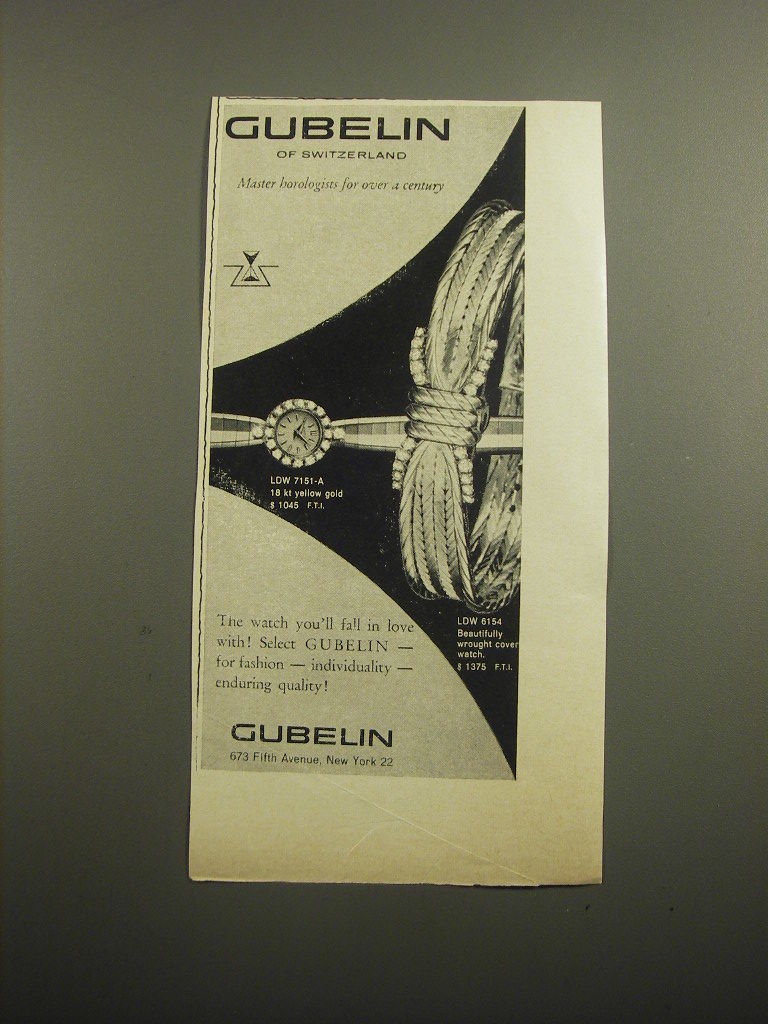 GUBELIN
OF SWITZERLAND
Master horologists for over a century
LDW 7151-A
18 kt yellow gold
$ 1045 F.T.I.
LDW 6154
Beautifully
wrought cover
watch.
$ 1375 F.T.I.
The watch you'll fall in love
with! Select GUBELIN —
for fashion — individuality —
enduring quality!
GUBELIN
673 Fifth Avenue, New York 22